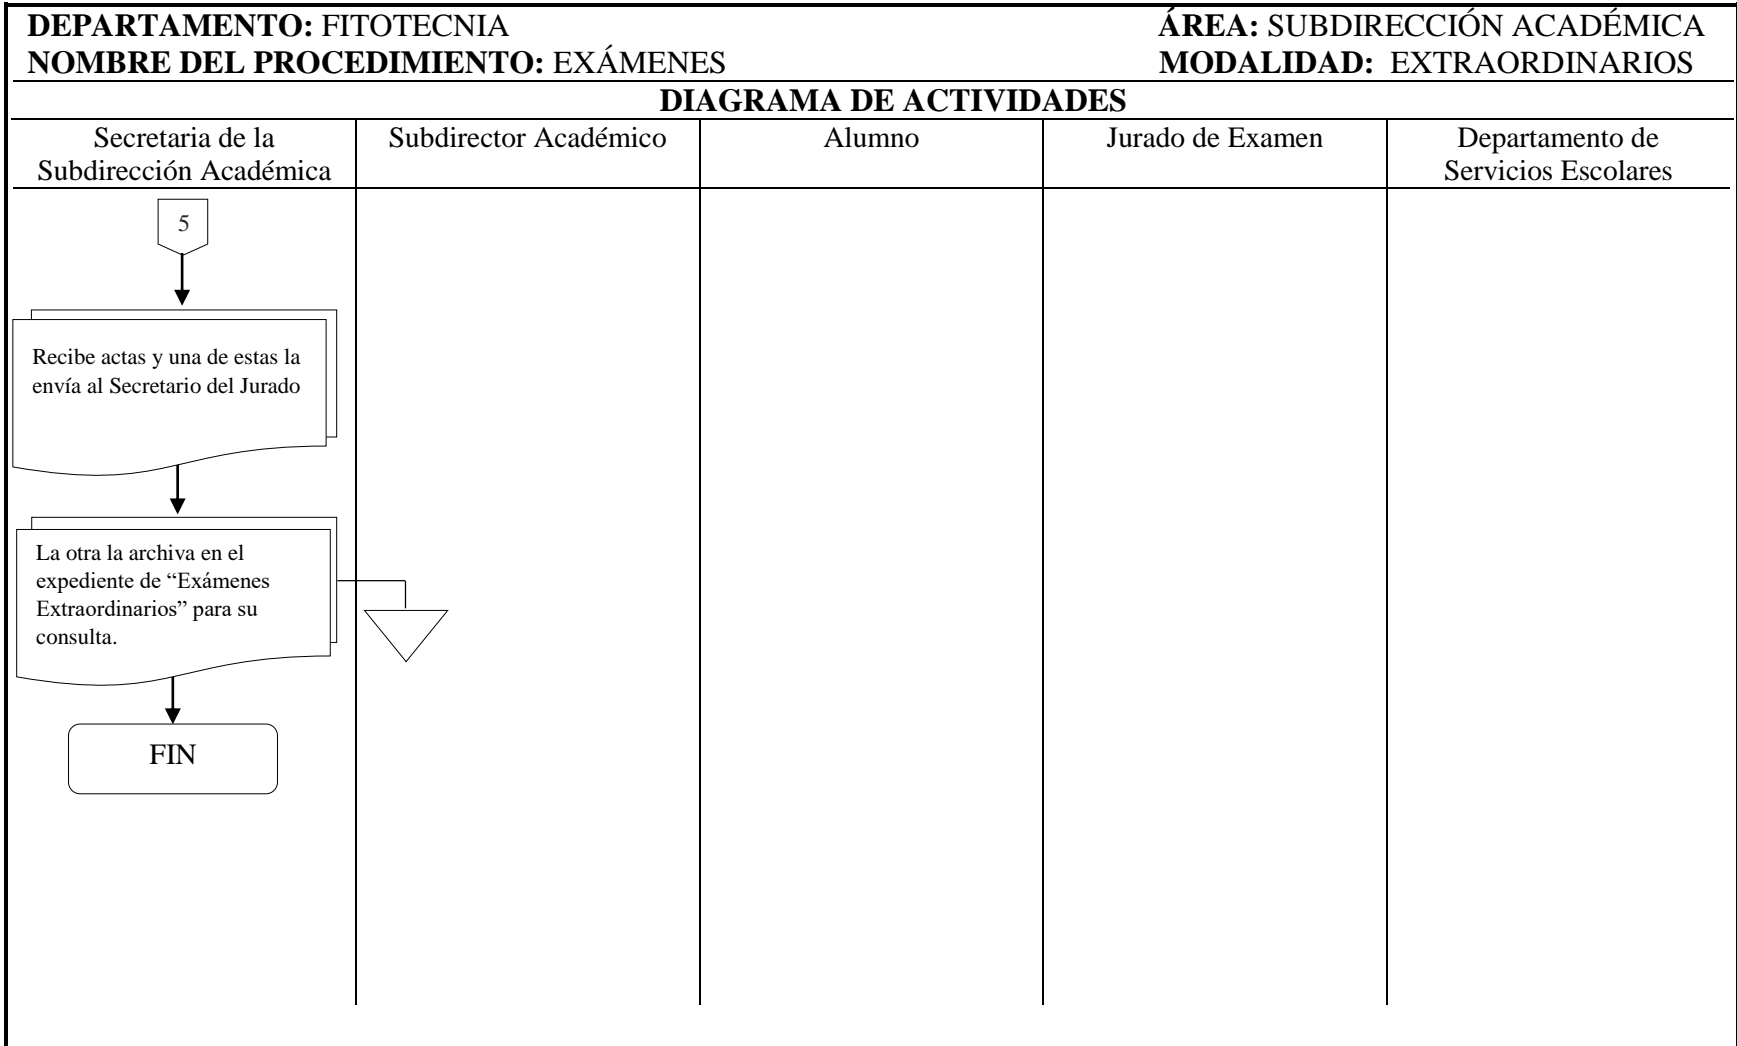 DEPARTAMENTO: FITOTECNIA ÁREA: SUBDIRECCIÓN ACADÉMICA
NOMBRE DEL PROCEDIMIENTO: EXÁMENES MODALIDAD: EXTRAORDINARIOS
DIAGRAMA DE ACTIVIDADES
Secretaria de la
Subdirección Académica
Subdirector Académico
Alumno
Jurado de Examen
Departamento de
Servicios Escolares
5
Recibe actas y una de estas la
envía al Secretario del Jurado
La otra la archiva en el
expediente de “Exámenes
Extraordinarios” para su
consulta.
FIN